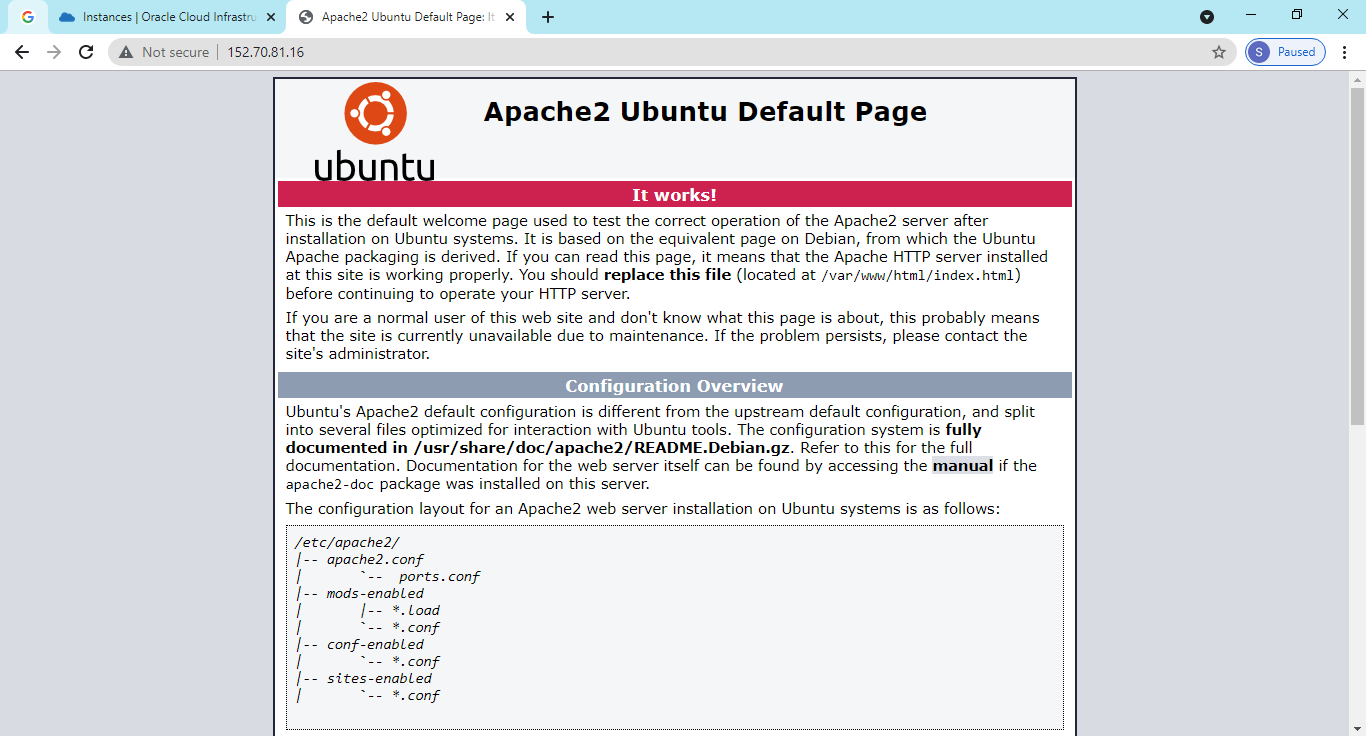 Instances | Oracle Cloud Infrastru
Apache2 Ubuntu Default Page: It
Not secure
152.70.81.16
S
Paused
ubuntu
Apache2 Ubuntu Default Page
It works!
This is the default welcome page used to test the correct operation of the Apache2 server after
installation on Ubuntu systems. It is based on the equivalent page on Debian, from which the Ubuntu
Apache packaging is derived. If you can read this page, it means that the Apache HTTP server installed
at this site is working properly. You should replace this file (located at /var/www/html/index.html)
before continuing to operate your HTTP server.
If you are a normal user of this web site and don't know what this page is about, this probably means
that the site is currently unavailable due to maintenance. If the problem persists, please contact the
site's administrator.
Configuration Overview
Ubuntu's Apache2 default configuration is different from the upstream default configuration, and split
into several files optimized for interaction with Ubuntu tools. The configuration system is fully
documented in /usr/share/doc/apache2/README.Debian.gz. Refer to this for the full
documentation. Documentation for the web server itself can be found by accessing the manual if the
apache2-doc package was installed on this server.
The configuration layout for an Apache2 web server installation on Ubuntu systems is as follows:
/etc/apache2/
|-- apache2.conf
|       `--  ports.conf
|-- mods-enabled
|       |-- *.load
|       `-- *.conf
|-- conf-enabled
|       `-- *.conf
|-- sites-enabled
|       `-- *.conf